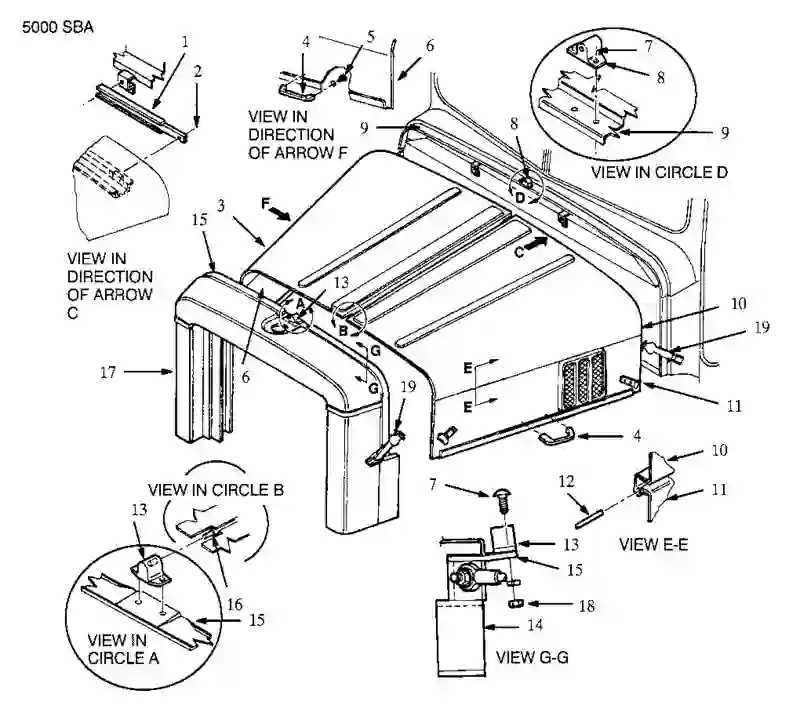 5000 SBA
1
2
4
5
6
7
8
9
VIEW IN
DIRECTION
OF ARROW F
VIEW IN CIRCLE D
9
8
D
3
F
15
VIEW IN
DIRECTION
OF ARROW
C
C
13
A
B
6
G
G
E
E
10
19
17
19
11
4
VIEW IN CIRCLE B
13
16
15
VIEW IN
CIRCLE A
7
12
10
11
VIEW E-E
13
15
18
14
VIEW G-G